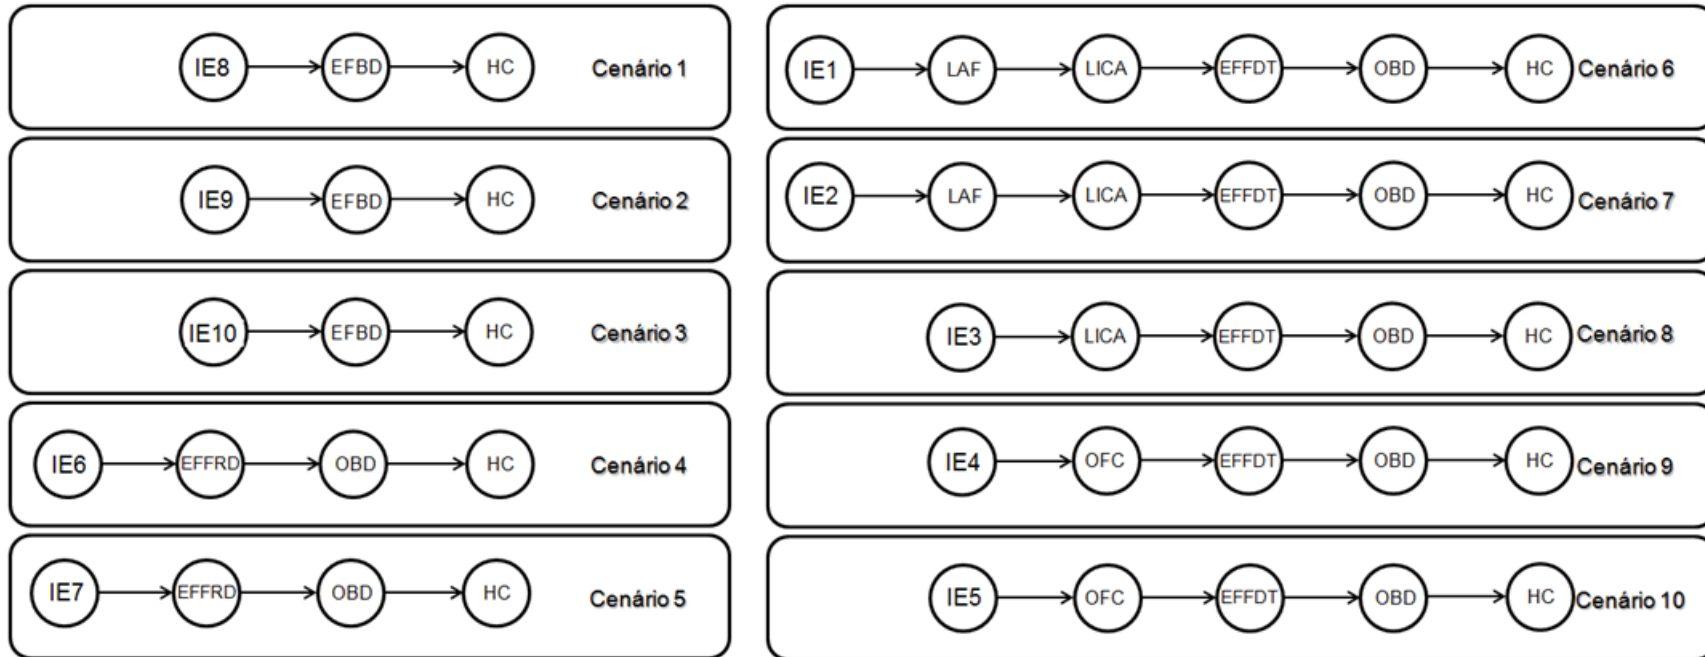 IE8 EFBD HC Cenário 1
IE9 EFBD HC Cenário 2
IE10 EFBD HC Cenário 3
IE6 EFFRD OBD HC Cenário 4
IE7 EFFRD OBD HC Cenário 5
IE1 LAF LICA EFFDT OBD HC Cenário 6
IE2 LAF LICA EFFDT OBD HC Cenário 7
IE3 LICA EFFDT OBD HC Cenário 8
IE4 OFC EFFDT OBD HC Cenário 9
IE5 OFC EFFDT OBD HC Cenário 10